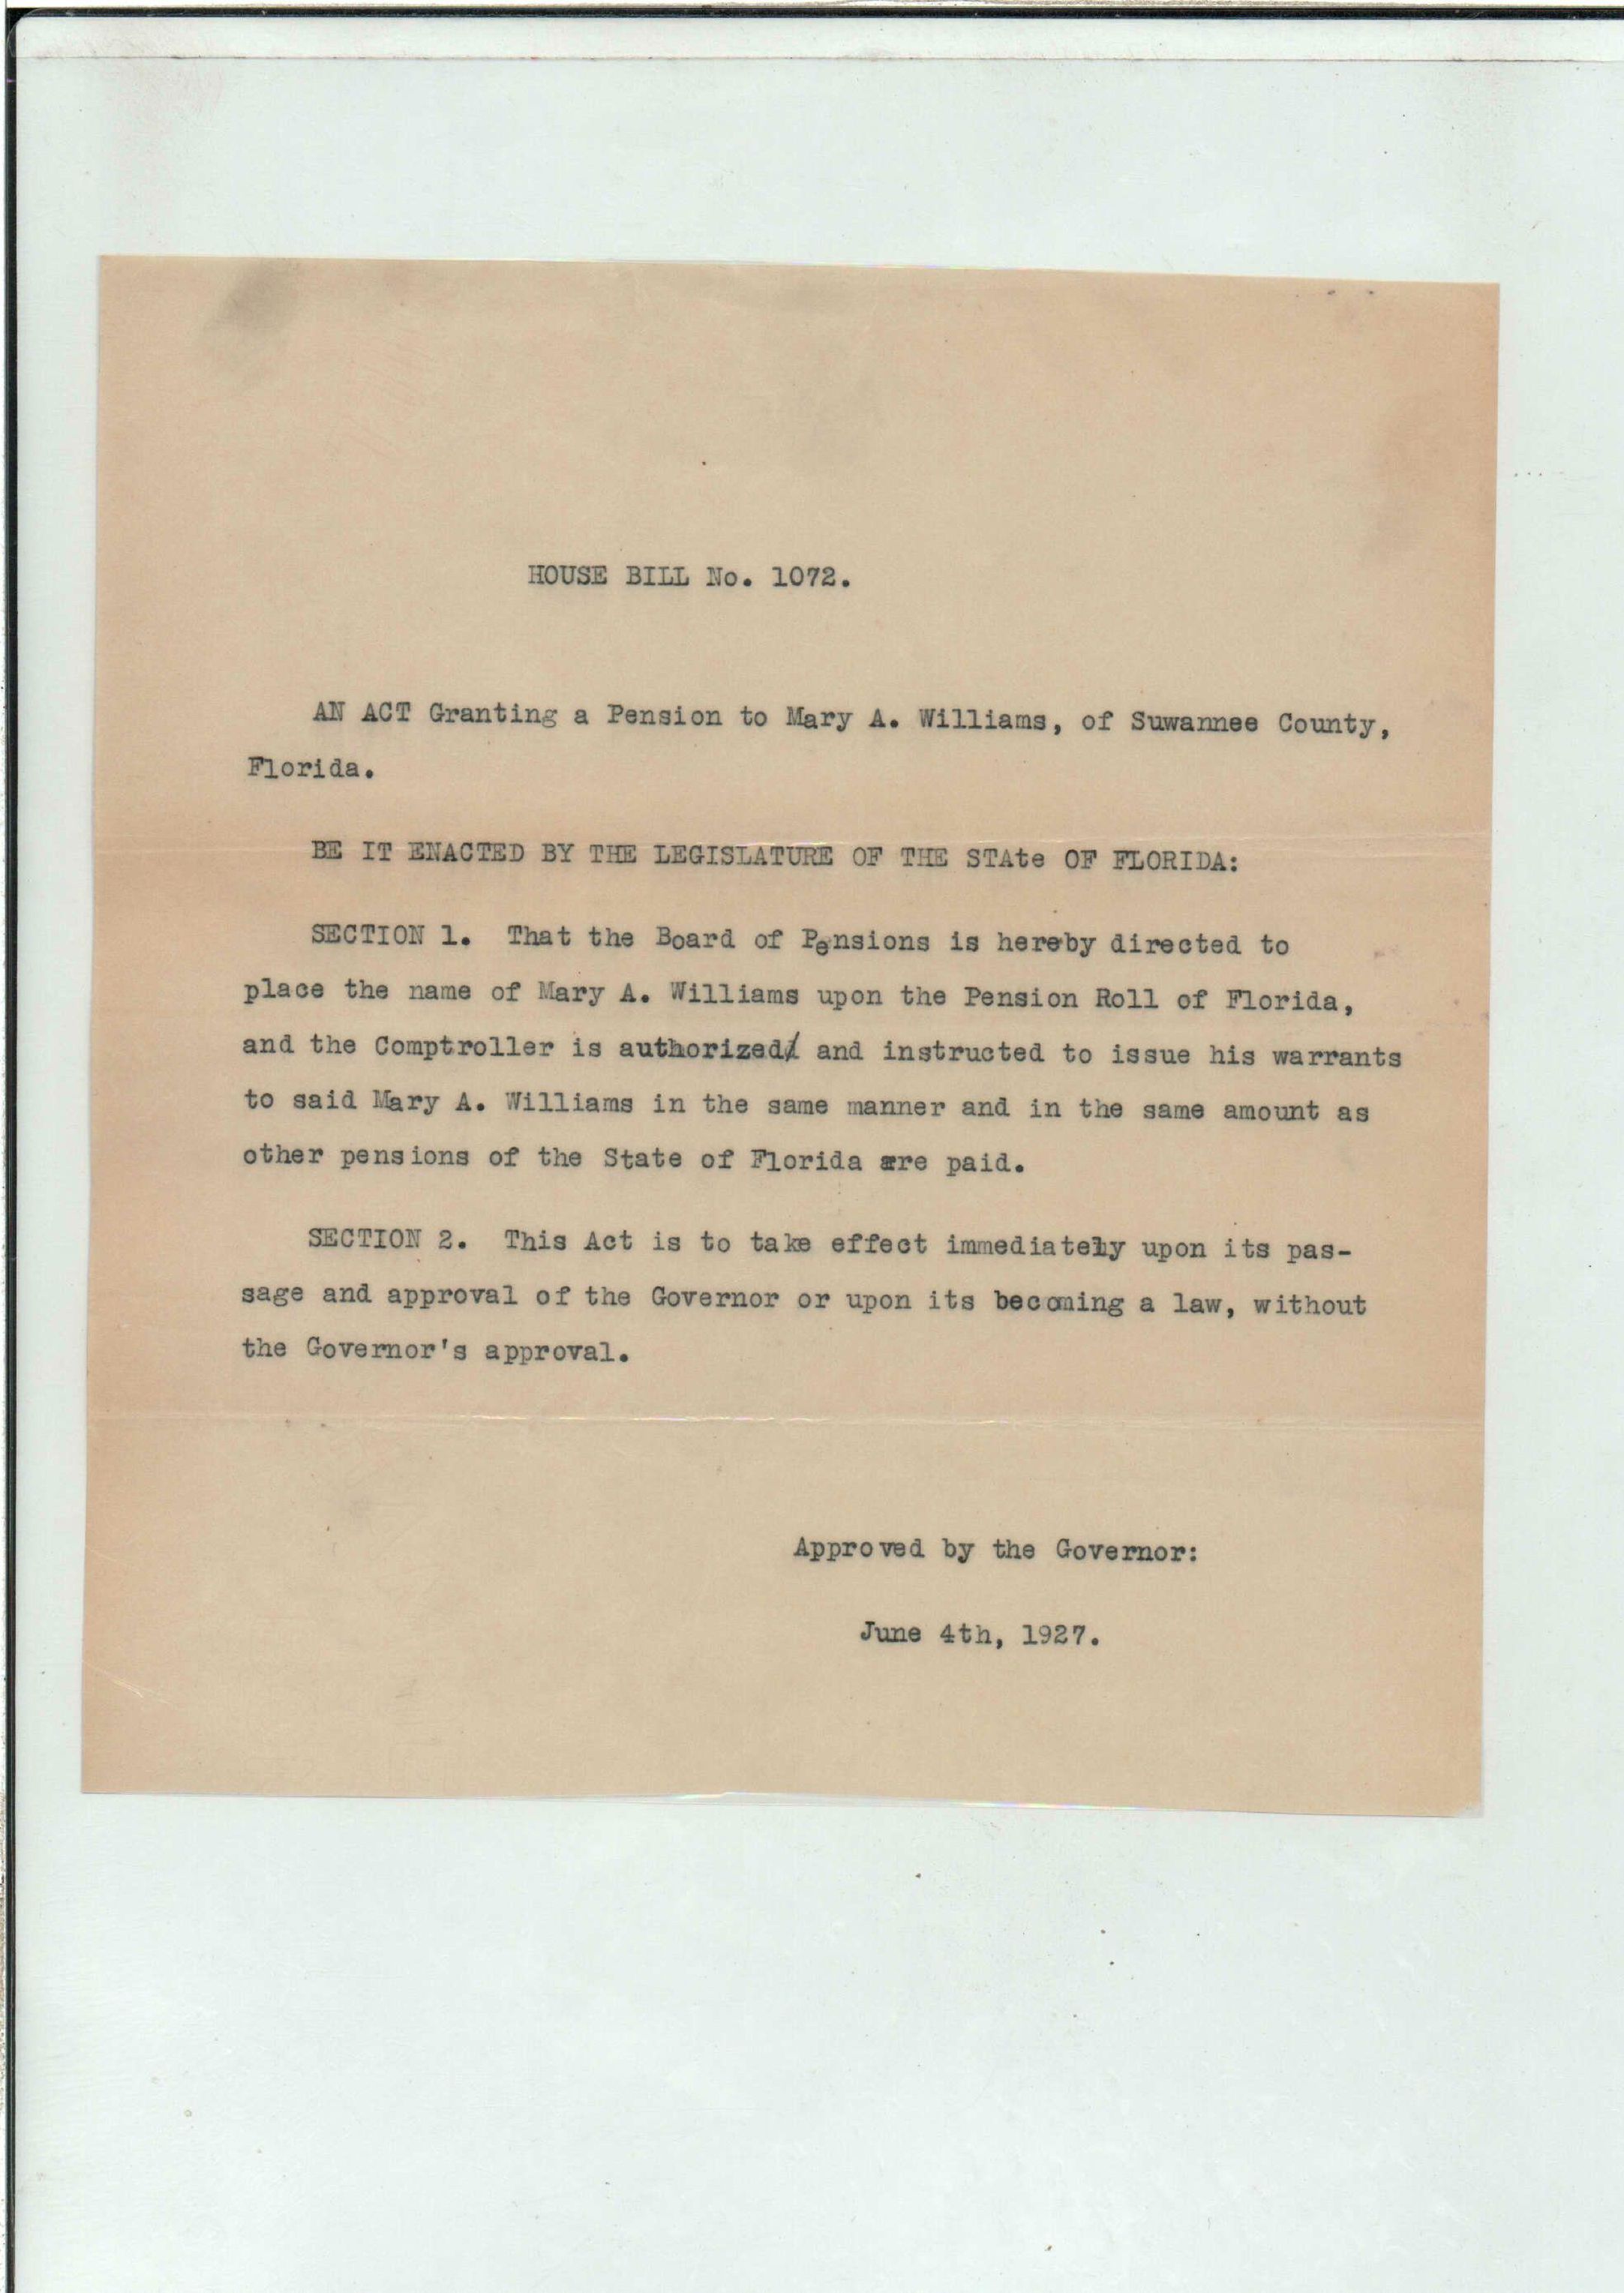 HOUSE BILL No. 1072.
AN ACT Granting a Pension to Mary A. Williams, of Suwannee County,
Florida.
BE IT ENACTED BY THE LEGISLATURE OF THE STAte OF FLORIDA:
SECTION 1. That the Board of Pensions is hereby directed to
place the name of Mary A. Williams upon the Pension Roll of Florida,
and the Comptroller is authorized and instructed to issue his warrants
to said Mary A. Williams in the same manner and in the same amount as
other pensions of the State of Florida are paid.
SECTION 2. This Act is to take effect immediately upon its pas-
sage and approval of the Governor or upon its becoming a law, without
the Governor's approval.
Approved by the Governor:
June 4th, 1927.